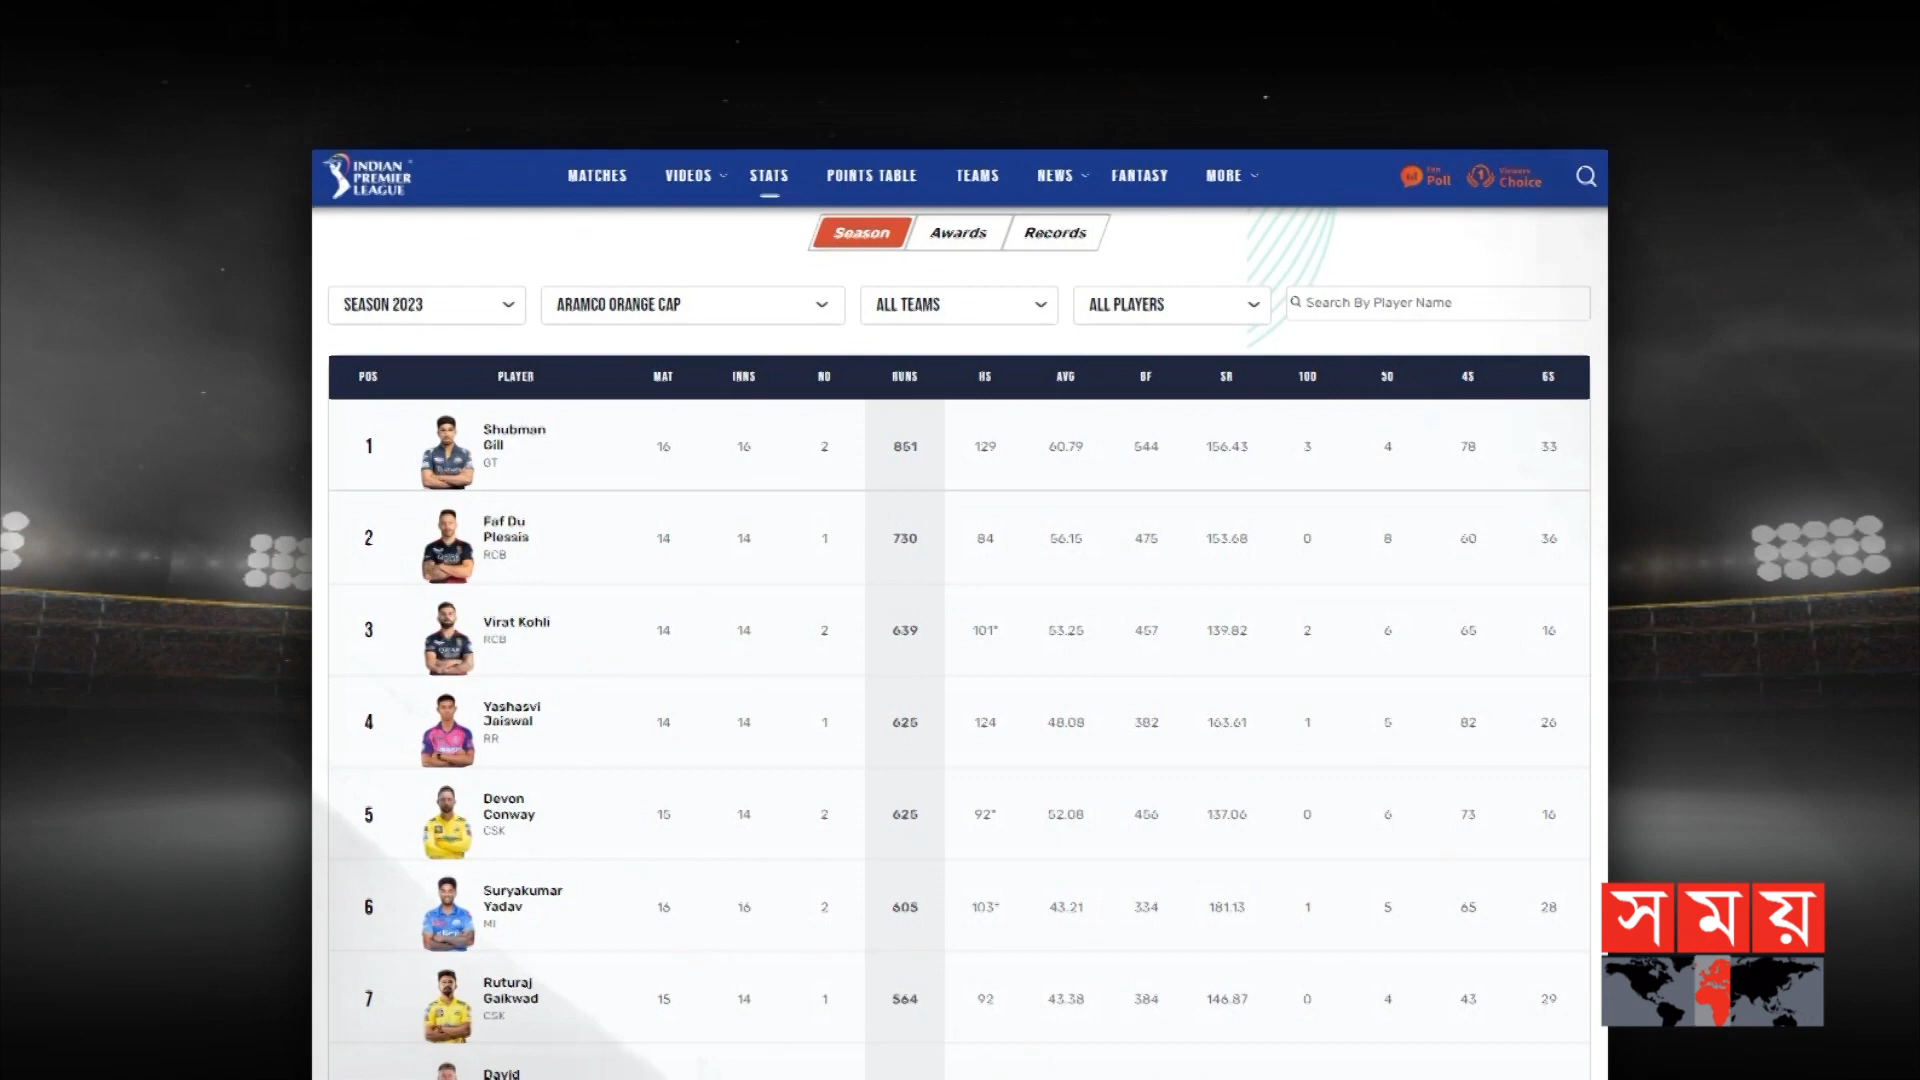 INDIAN
PREMIER
LEAGUE
MATCHES VIDEOS STATS POINTS TABLE TEAMS NEWS FANTASY MORE
Fan Poll
Viewers Choice
Season Awards Records
SEASON 2023 ARAMCO ORANGE CAP ALL TEAMS ALL PLAYERS Search By Player Name
POS PLAYER MAT INNS NO RUNS HS AVG BF SR 100 50 4S 6S
1 Shubman Gill GT 16 16 2 851 129 60.79 544 156.43 3 4 78 33
2 Faf Du Plessis RCB 14 14 1 730 84 56.15 475 153.68 0 8 60 36
3 Virat Kohli RCB 14 14 2 639 101* 53.25 457 139.82 2 6 65 16
4 Yashasvi Jaiswal RR 14 14 1 625 124 48.08 382 163.61 1 5 82 26
5 Devon Conway CSK 15 14 2 625 92* 52.08 456 137.06 0 6 73 16
6 Suryakumar Yadav MI 16 16 2 605 103* 43.21 334 181.13 1 5 65 28
7 Ruturaj Gaikwad CSK 15 14 1 564 92 43.38 384 146.87 0 4 43 29
David
সময়